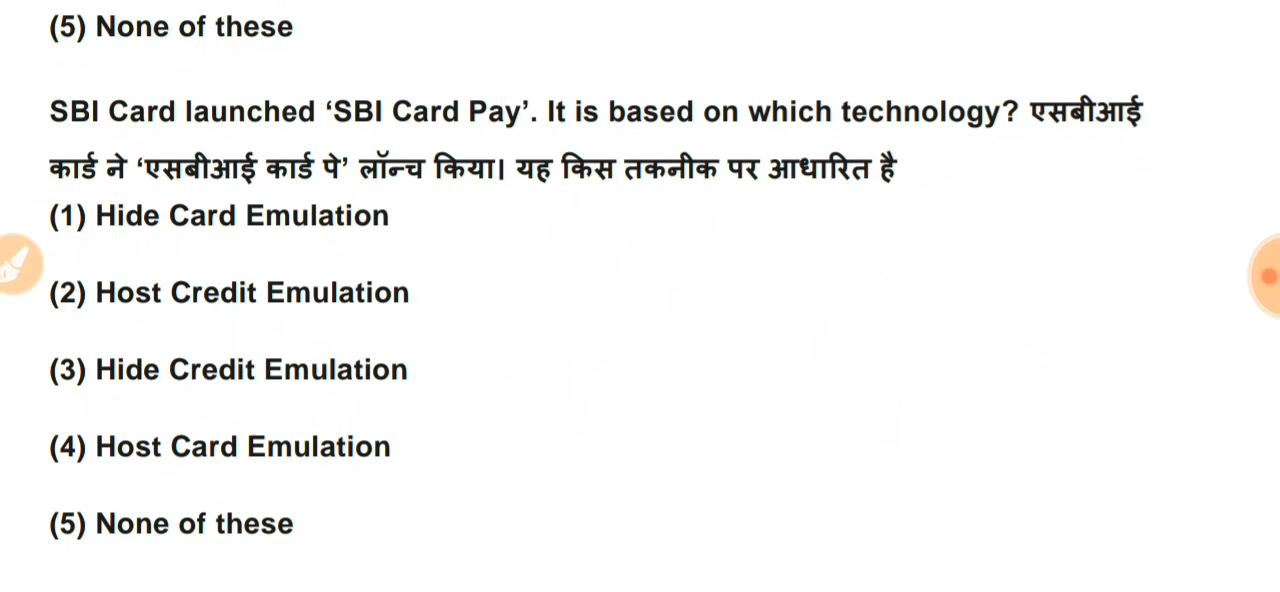 (5) None of these
SBI Card launched ‘SBI Card Pay’. It is based on which technology? एसबीआई
कार्ड ने ‘एसबीआई कार्ड पे’ लॉन्च किया। यह किस तकनीक पर आधारित है
(1) Hide Card Emulation
(2) Host Credit Emulation
(3) Hide Credit Emulation
(4) Host Card Emulation
(5) None of these